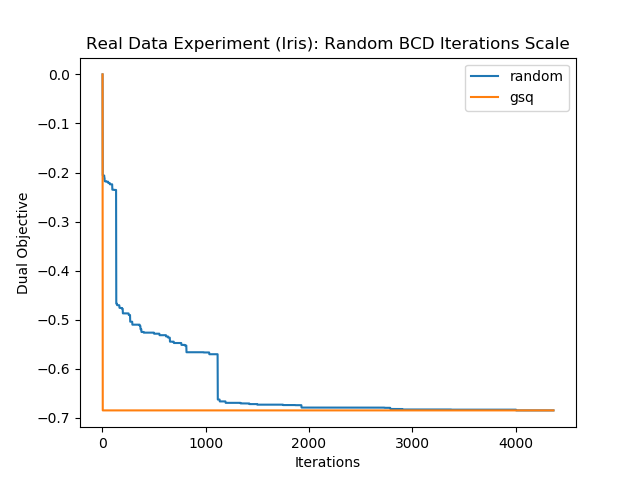 Real Data Experiment (Iris): Random BCD Iterations Scale
random
gsq
0.0
−0.1
−0.2
−0.3
−0.4
−0.5
−0.6
−0.7
Dual Objective
0 1000 2000 3000 4000
Iterations